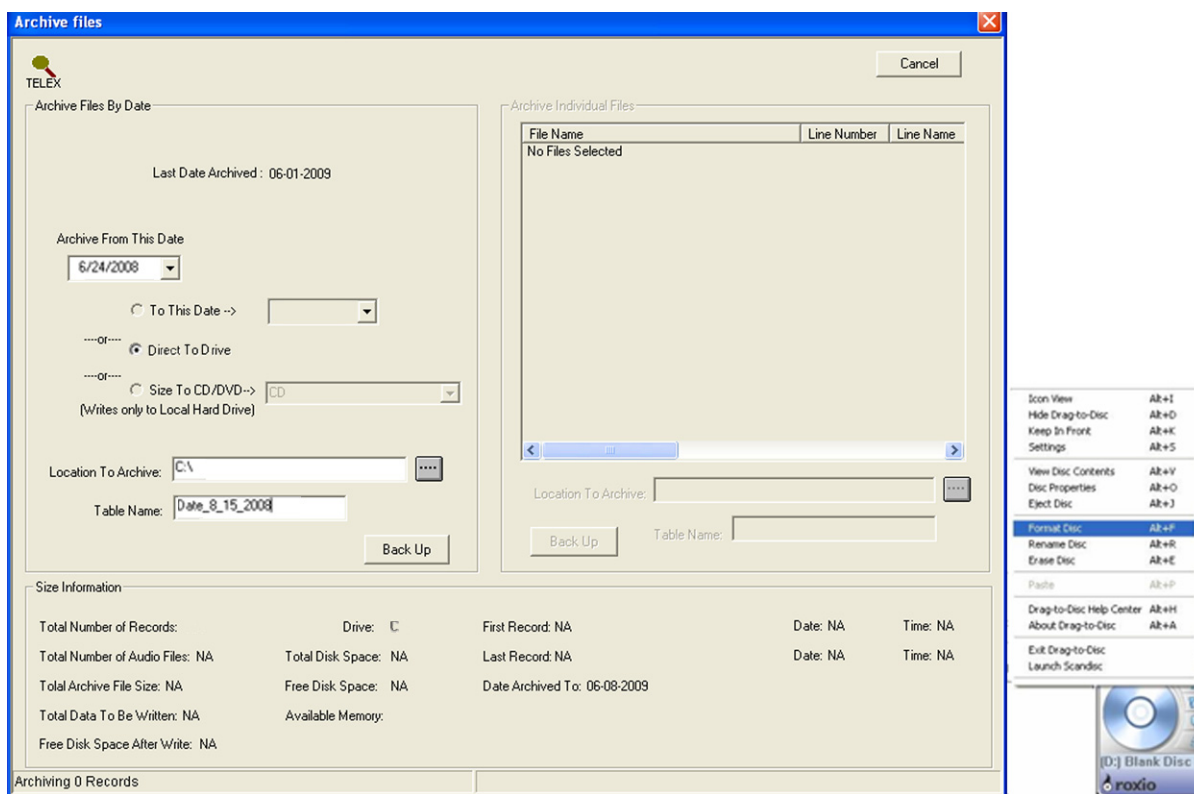 Archive files
TELEX
Cancel
Archive Files By Date
Last Date Archived : 06-01-2009
Archive From This Date
6/24/2008
To This Date -->
----or----
Direct To Drive
----or----
Size To CD/DVD-->
CD
(Writes only to Local Hard Drive)
Location To Archive:
C:\
....
Table Name:
Date_8_15_2008
Back Up
Archive Individual Files
File Name Line Number Line Name
No Files Selected
Location To Archive:
....
Back Up
Table Name:
Size Information
Total Number of Records: Drive: C First Record: NA Date: NA Time: NA
Total Number of Audio Files: NA Total Disk Space: NA Last Record: NA Date: NA Time: NA
Total Archive File Size: NA Free Disk Space: NA Date Archived To: 06-08-2009
Total Data To Be Written: NA Available Memory:
Free Disk Space After Write: NA
Archiving 0 Records
Icon View Alt+I
Hide Drag-to-Disc Alt+D
Keep In Front Alt+K
Settings Alt+S
View Disc Contents Alt+V
Disc Properties Alt+O
Eject Disc Alt+J
Format Disc Alt+F
Rename Disc Alt+R
Erase Disc Alt+E
Paste Alt+P
Drag-to-Disc Help Center Alt+H
About Drag-to-Disc Alt+A
Exit Drag-to-Disc
Launch Scandisc
(D:) Blank Disc
roxio